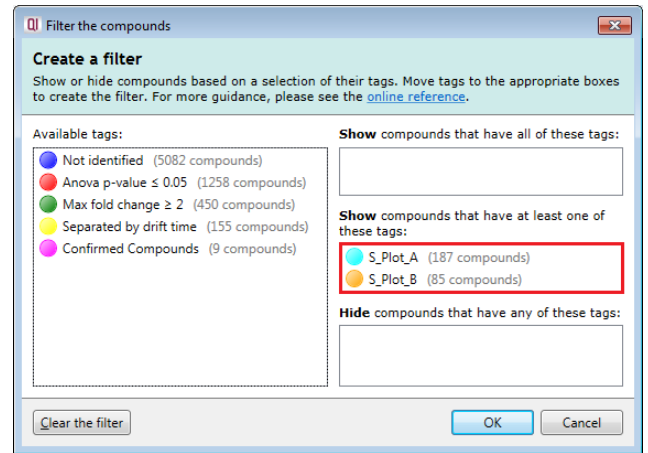 QI Filter the compounds
Create a filter
Show or hide compounds based on a selection of their tags. Move tags to the appropriate boxes
to create the filter. For more guidance, please see the online reference.
Available tags:
Not identified (5082 compounds)
Anova p-value ≤ 0.05 (1258 compounds)
Max fold change ≥ 2 (450 compounds)
Separated by drift time (155 compounds)
Confirmed Compounds (9 compounds)
Show compounds that have all of these tags:
Show compounds that have at least one of
these tags:
S_Plot_A (187 compounds)
S_Plot_B (85 compounds)
Hide compounds that have any of these tags:
Clear the filter
OK
Cancel